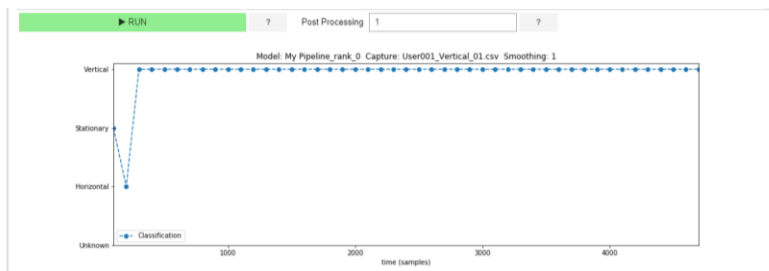 ▶ RUN ? Post Processing 1 ?
Model: My Pipeline_rank_0 Capture: User001_Vertical_01.csv Smoothing: 1
Vertical
Stationary
Horizontal
Unknown
Classification
1000 2000 3000 4000
time (samples)